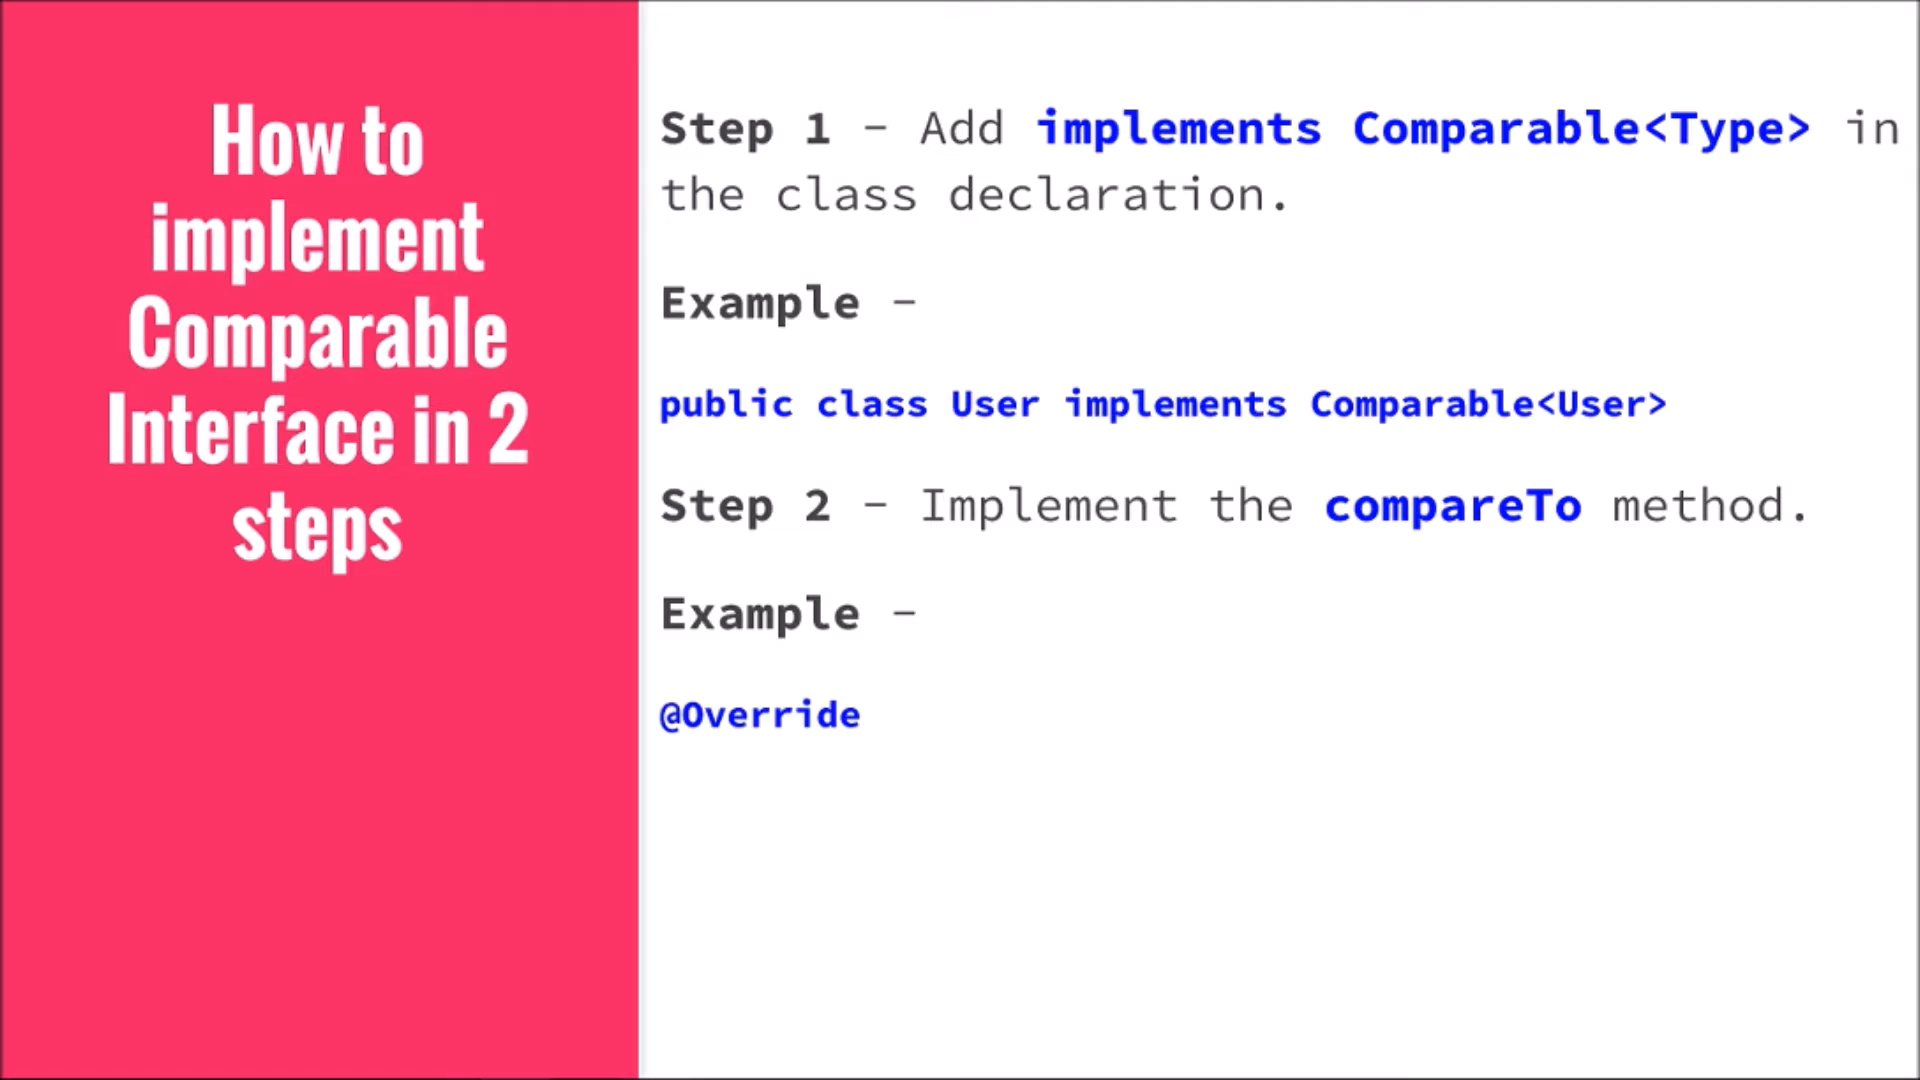 How to
implement
Comparable
Interface in 2
steps
Step 1 - Add implements Comparable<Type> in
the class declaration.
Example -
public class User implements Comparable<User>
Step 2 - Implement the compareTo method.
Example -
@Override